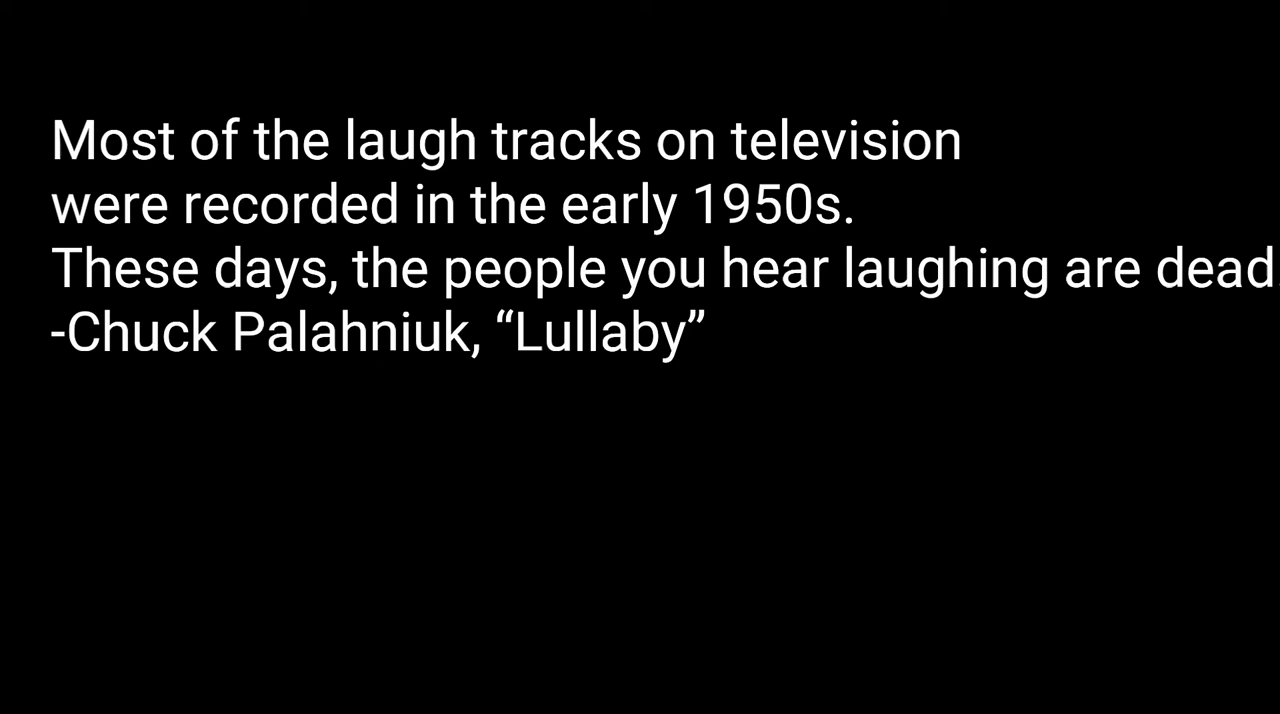 Most of the laugh tracks on television
were recorded in the early 1950s.
These days, the people you hear laughing are dead.
-Chuck Palahniuk, “Lullaby”